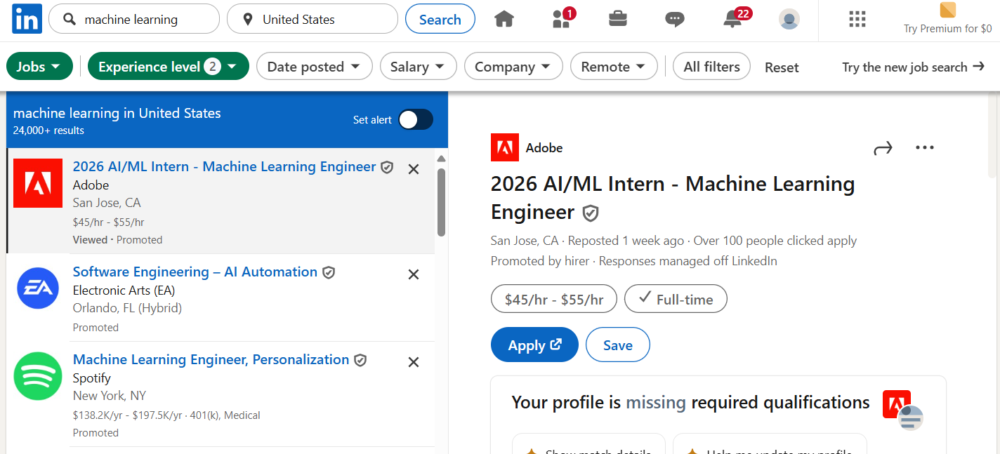 in machine learning United States Search 1 22 Try Premium for $0
Jobs Experience level 2 Date posted Salary Company Remote All filters Reset Try the new job search →
machine learning in United States
24,000+ results
Set alert
2026 AI/ML Intern - Machine Learning Engineer
Adobe
San Jose, CA
$45/hr - $55/hr
Viewed · Promoted
EA
Software Engineering – AI Automation
Electronic Arts (EA)
Orlando, FL (Hybrid)
Promoted
Machine Learning Engineer, Personalization
Spotify
New York, NY
$138.2K/yr - $197.5K/yr · 401(k), Medical
Promoted
Adobe
2026 AI/ML Intern - Machine Learning
Engineer
San Jose, CA · Reposted 1 week ago · Over 100 people clicked apply
Promoted by hirer · Responses managed off LinkedIn
$45/hr - $55/hr ✓ Full-time
Apply Save
Your profile is missing required qualifications
Show match details Help me update my profile